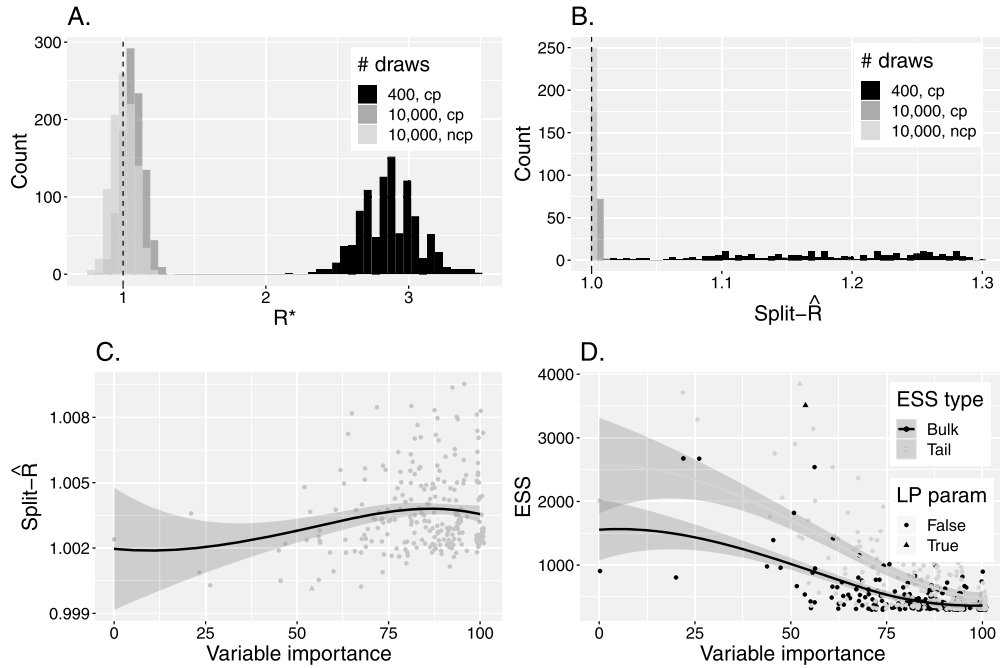 A.
300
200
100
0
Count
1
2
3
R*
# draws
400, cp
10,000, cp
10,000, ncp
B.
250
200
150
100
50
0
Count
1.0
1.1
1.2
1.3
Split−R̂
# draws
400, cp
10,000, cp
10,000, ncp
C.
1.008
1.005
1.002
0.999
Split−R̂
0
25
50
75
100
Variable importance
D.
4000
3000
2000
1000
ESS
0
25
50
75
100
Variable importance
ESS type
Bulk
Tail
LP param
False
True